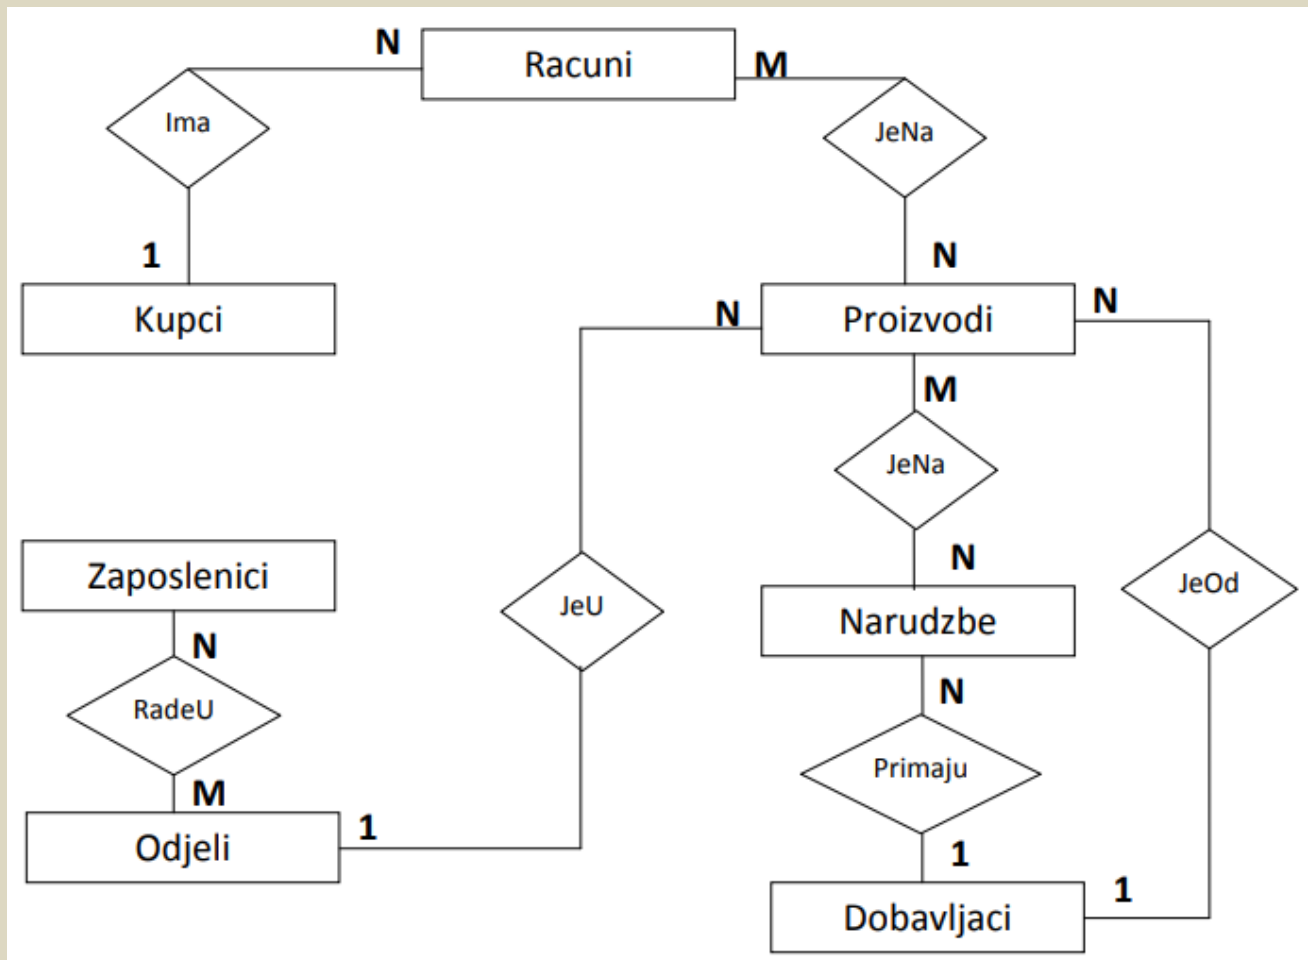 N
Racuni
M
Ima
JeNa
1
N
Kupci
N
Proizvodi
N
M
JeNa
Zaposlenici
N
JeU
JeOd
Narudzbe
N
N
RadeU
Primaju
M
1
Odjeli
1
1
Dobavljaci